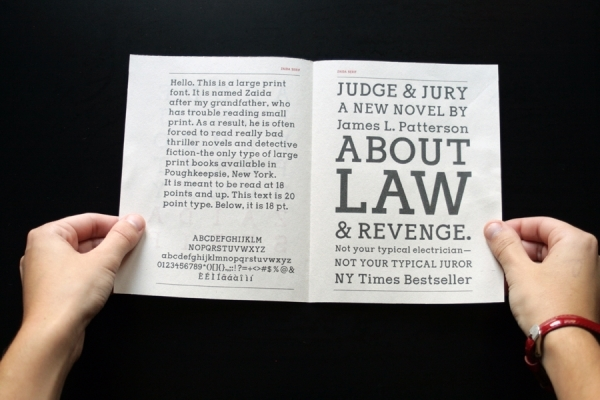 Hello. This is a large print
font. It is named Zaida
after my grandfather, who
has trouble reading small
print. As a result, he is often
forced to read really bad
thriller novels and detective
fiction-the only type of large
print books available in
Poughkeepsie, New York.
It is meant to be read at 18
points and up. This text is 20
point type. Below, it is 18 pt.
ABCDEFGHIJKLM
NOPQRSTUVWXYZ
abcdefghijklmnopqrstuvwxyz
JUDGE & JURY
A NEW NOVEL BY
James L. Patterson
ABOUT
LAW
& REVENGE.
Not your typical electrician—
NOT YOUR TYPICAL JUROR
NY Times Bestseller